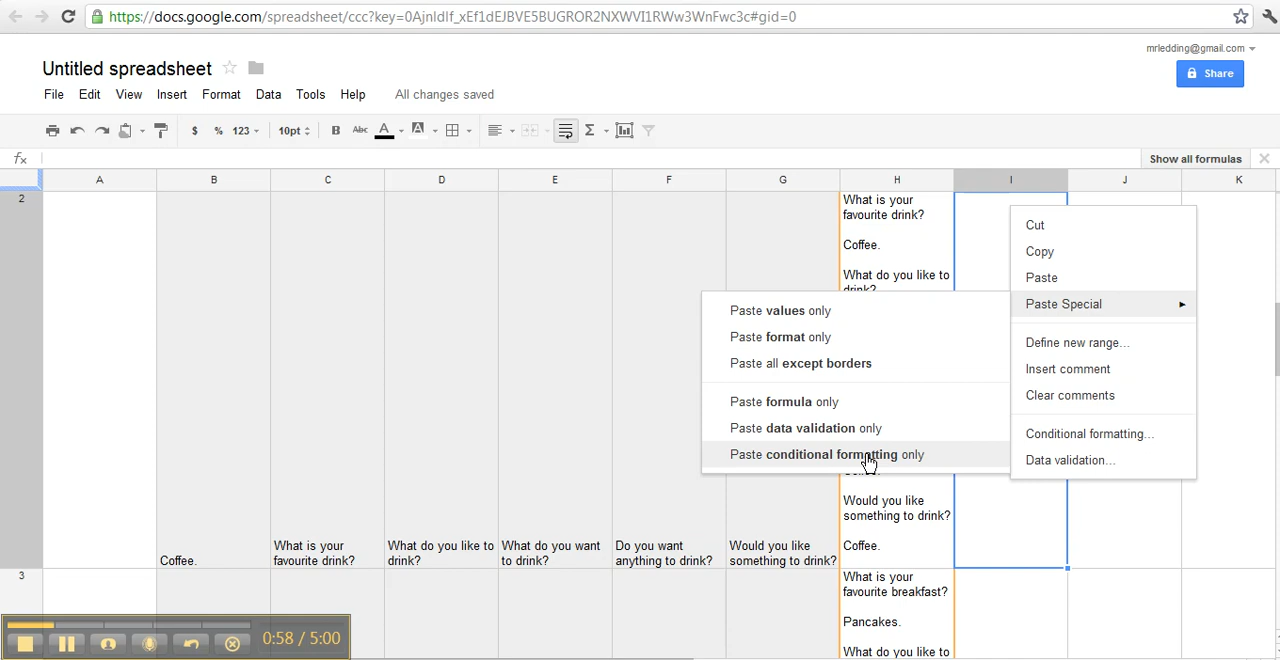 https://docs.google.com/spreadsheet/ccc?key=0AjnIdIf_xEf1dEJBVE5BUGROR2NXWVI1RWw3WnFwc3c#gid=0
mrledding@gmail.com
Untitled spreadsheet
Share
File Edit View Insert Format Data Tools Help All changes saved
$ % 123 10pt B Abc A A Σ
fx Show all formulas
A B C D E F G H I J K
2
What is your
favourite drink?
Coffee.
What do you like to
drink?
Cut
Copy
Paste
Paste Special
Define new range...
Insert comment
Clear comments
Conditional formatting...
Data validation...
Paste values only
Paste format only
Paste all except borders
Paste formula only
Paste data validation only
Paste conditional formatting only
Coffee.
Would you like
something to drink?
Coffee.
Coffee.
What is your
favourite drink?
What do you like to
drink?
What do you want
to drink?
Do you want
anything to drink?
Would you like
something to drink?
3
What is your
favourite breakfast?
Pancakes.
What do you like to
0:58 / 5:00